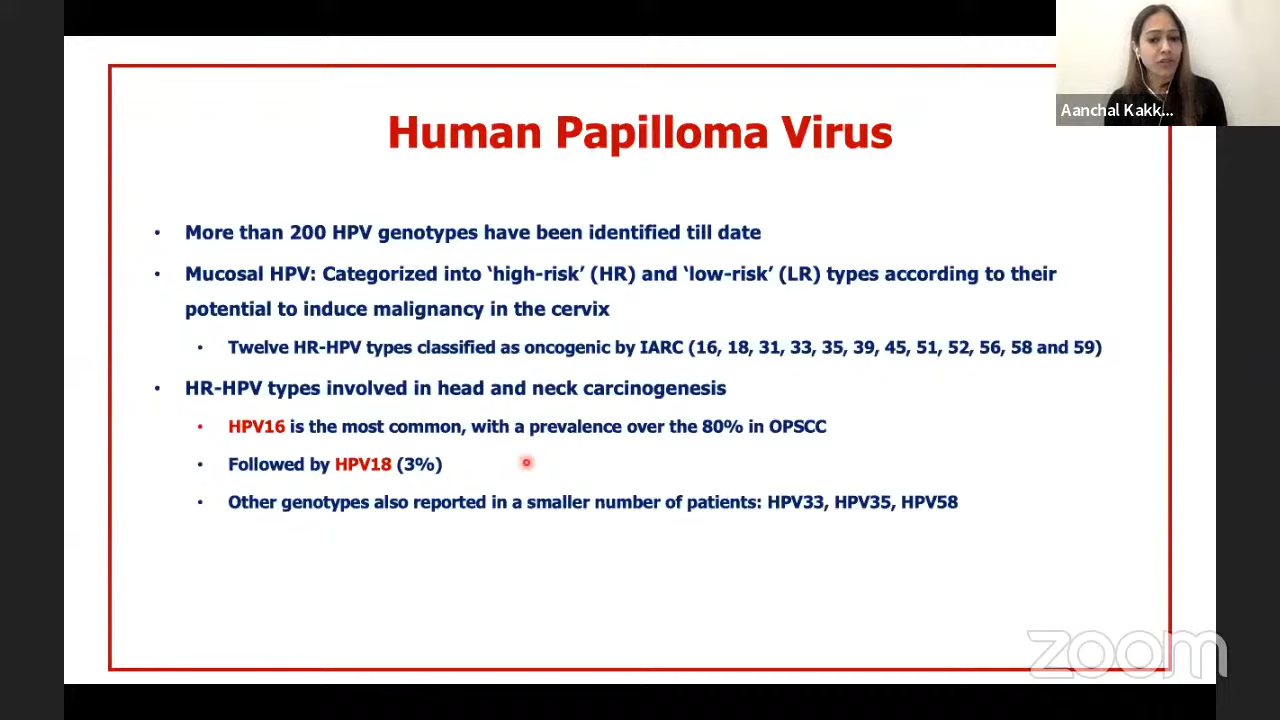 Aanchal Kakk...
Human Papilloma Virus
• More than 200 HPV genotypes have been identified till date
• Mucosal HPV: Categorized into ‘high-risk’ (HR) and ‘low-risk’ (LR) types according to their
potential to induce malignancy in the cervix
• Twelve HR-HPV types classified as oncogenic by IARC (16, 18, 31, 33, 35, 39, 45, 51, 52, 56, 58 and 59)
• HR-HPV types involved in head and neck carcinogenesis
• HPV16 is the most common, with a prevalence over the 80% in OPSCC
• Followed by HPV18 (3%)
• Other genotypes also reported in a smaller number of patients: HPV33, HPV35, HPV58
zoom